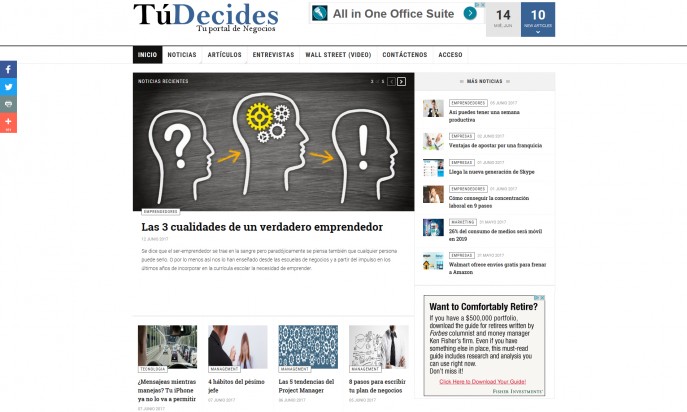 TúDecides
Tu portal de Negocios
All in One Office Suite
14
MIÉ, JUN
10
NEW ARTICLES
INICIO NOTICIAS ARTÍCULOS ENTREVISTAS WALL STREET (VIDEO) CONTÁCTENOS ACCESO
NOTICIAS RECIENTES
?
!
EMPRENDEDORES
Las 3 cualidades de un verdadero emprendedor
12 JUNIO 2017
Se dice que el ser-emprendedor se trae en la sangre pero paradójicamente se piensa también que cualquier persona
puede serlo. O por lo menos así nos lo han enseñado desde las escuelas de negocios y a partir del impulso en los
últimos años de incorporar en la currícula escolar la necesidad de emprender.
MÁS NOTICIAS
EMPRENDEDORES 05 JUNIO 2017
Así puedes tener una semana
productiva
EMPRESAS 02 JUNIO 2017
Ventajas de apostar por una franquicia
EMPRESAS 01 JUNIO 2017
Llega la nueva generación de Skype
EMPRENDEDORES 01 JUNIO 2017
Cómo conseguir la concentración
laboral en 9 pasos
MARKETING 31 MAYO 2017
26% del consumo de medios será móvil
en 2019
EMPRESAS 31 MAYO 2017
Walmart ofrece envíos gratis para frenar
a Amazon
Want to Comfortably Retire?
If you have a $500,000 portfolio,
download the guide for retirees written by
Forbes columnist and money manager
Ken Fisher's firm. Even if you have
something else in place, this must-read
guide includes research and analysis you
can use right now.
Don't miss it!
Click Here to Download Your Guide!
FISHER INVESTMENTS
TECNOLOGIA
¿Mensajeas mientras
manejas? Tu iPhone
ya no lo va a permitir
07 JUNIO 2017
MANAGEMENT
4 hábitos del pésimo
jefe
07 JUNIO 2017
MANAGEMENT
Las 5 tendencias del
Project Manager
06 JUNIO 2017
MANAGEMENT
8 pasos para escribir
tu plan de negocios
05 JUNIO 2017